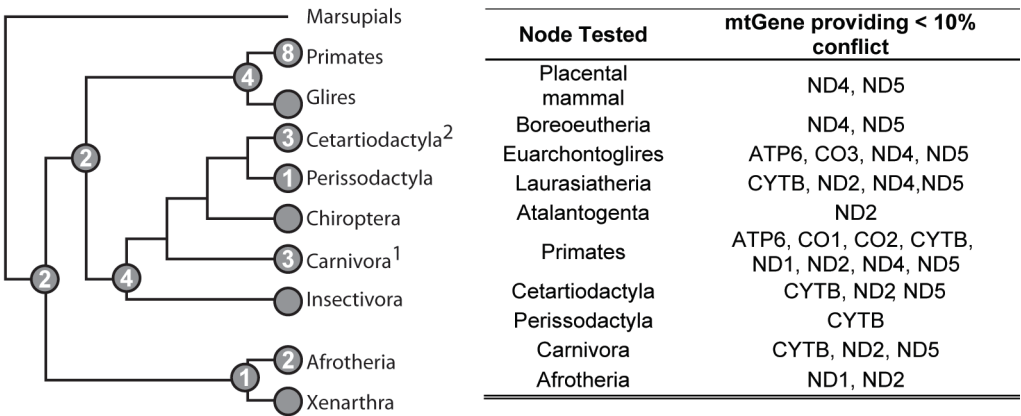 Marsupials
8 Primates
4
Glires
2
3 Cetartiodactyla2
1 Perissodactyla
Chiroptera
3 Carnivora1
2
4
Insectivora
2 Afrotheria
1
Xenarthra
Node Tested
mtGene providing < 10%
conflict
Placental
mammal
ND4, ND5
Boreoeutheria
ND4, ND5
Euarchontoglires
ATP6, CO3, ND4, ND5
Laurasiatheria
CYTB, ND2, ND4,ND5
Atalantogenta
ND2
Primates
ATP6, CO1, CO2, CYTB,
ND1, ND2, ND4, ND5
Cetartiodactyla
CYTB, ND2 ND5
Perissodactyla
CYTB
Carnivora
CYTB, ND2, ND5
Afrotheria
ND1, ND2